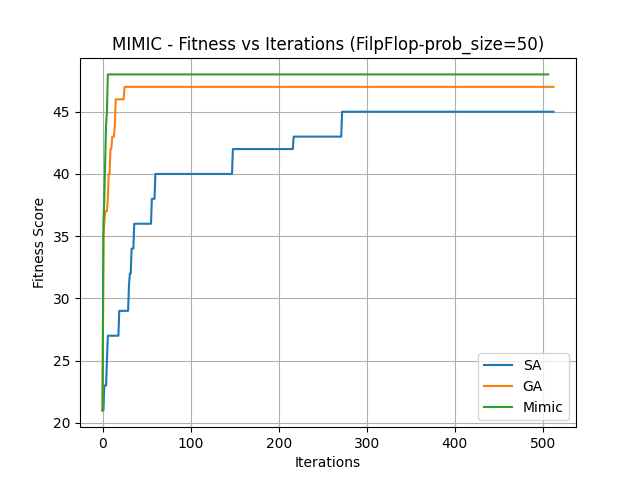 MIMIC - Fitness vs Iterations (FilpFlop-prob_size=50)
Fitness Score
45
40
35
30
25
20
0 100 200 300 400 500
Iterations
SA
GA
Mimic